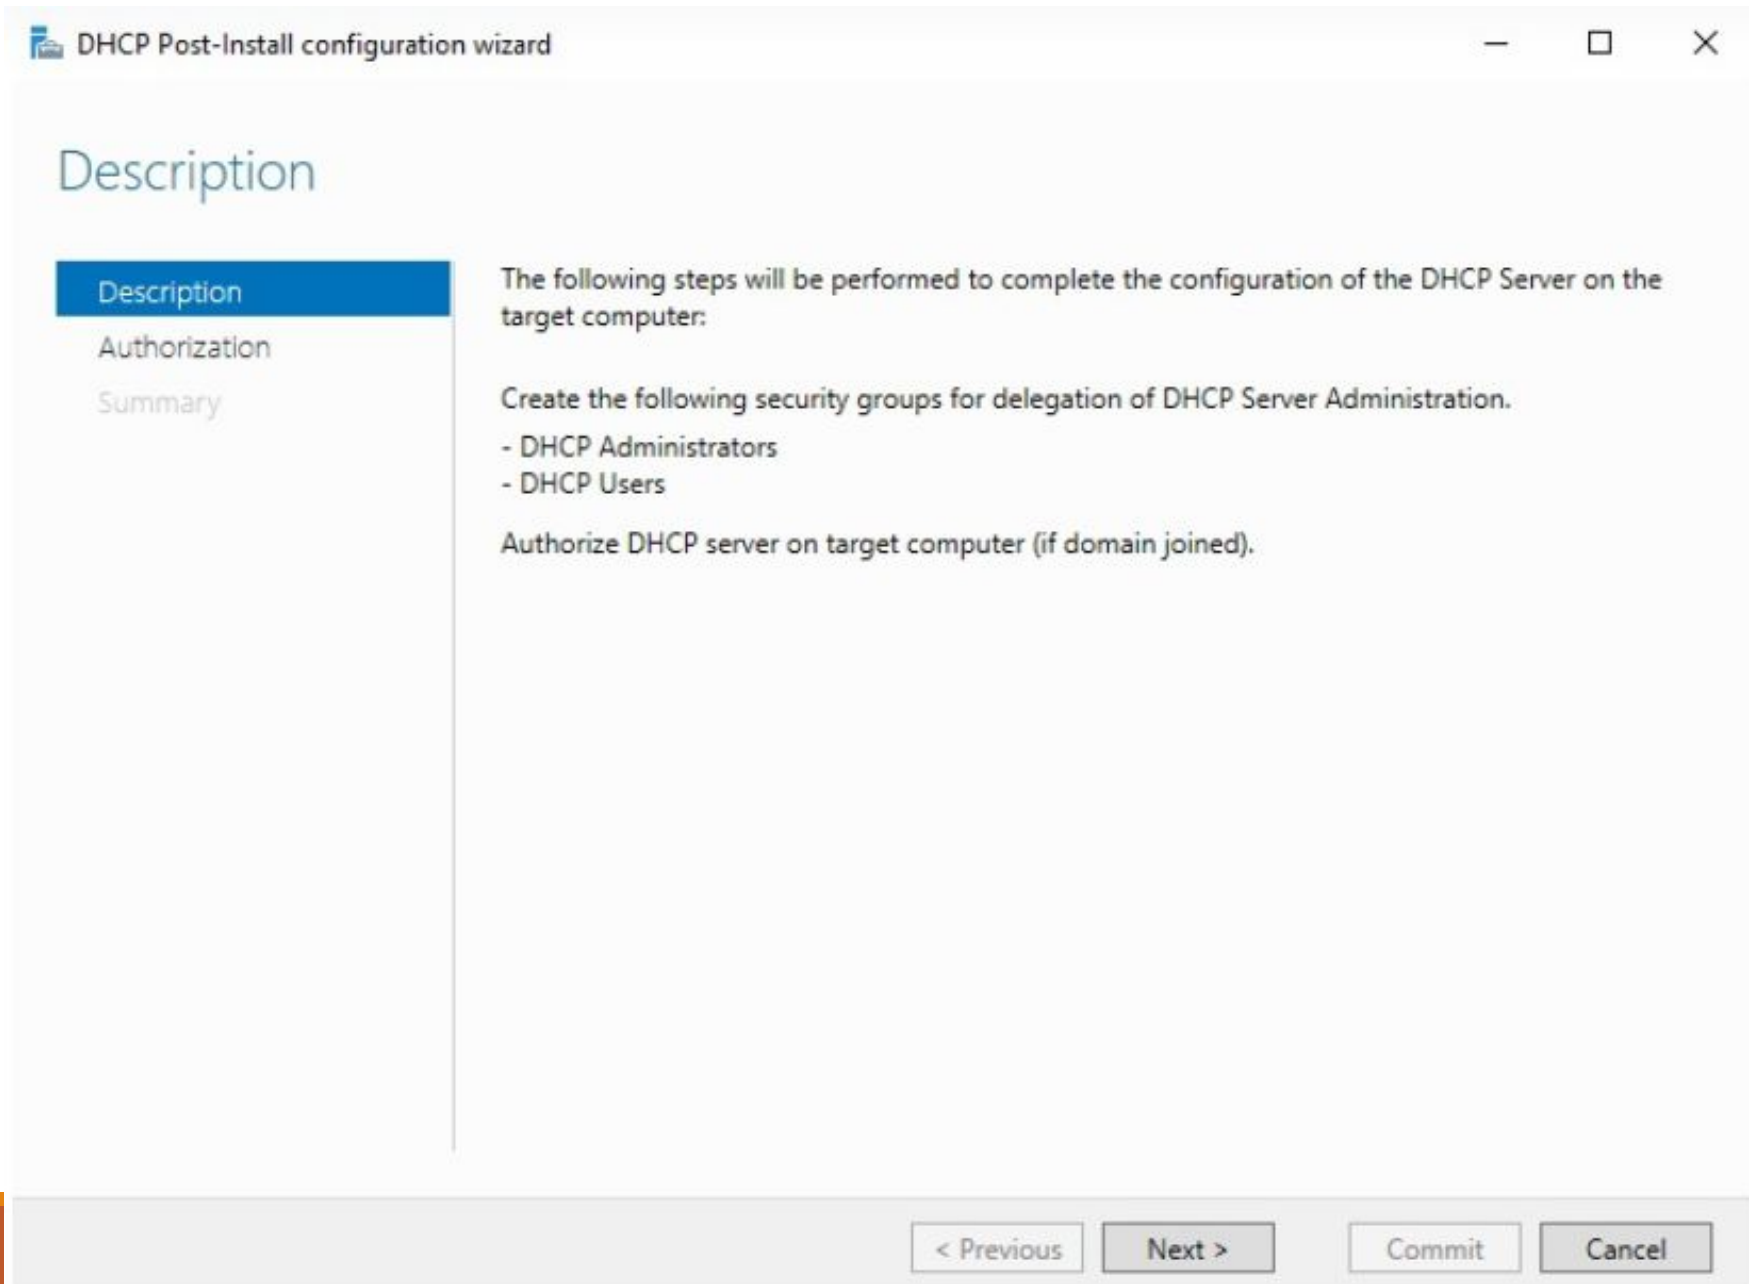 DHCP Post-Install configuration wizard
Description
Description
Authorization
Summary
The following steps will be performed to complete the configuration of the DHCP Server on the
target computer:
Create the following security groups for delegation of DHCP Server Administration.
- DHCP Administrators
- DHCP Users
Authorize DHCP server on target computer (if domain joined).
< Previous
Next >
Commit
Cancel